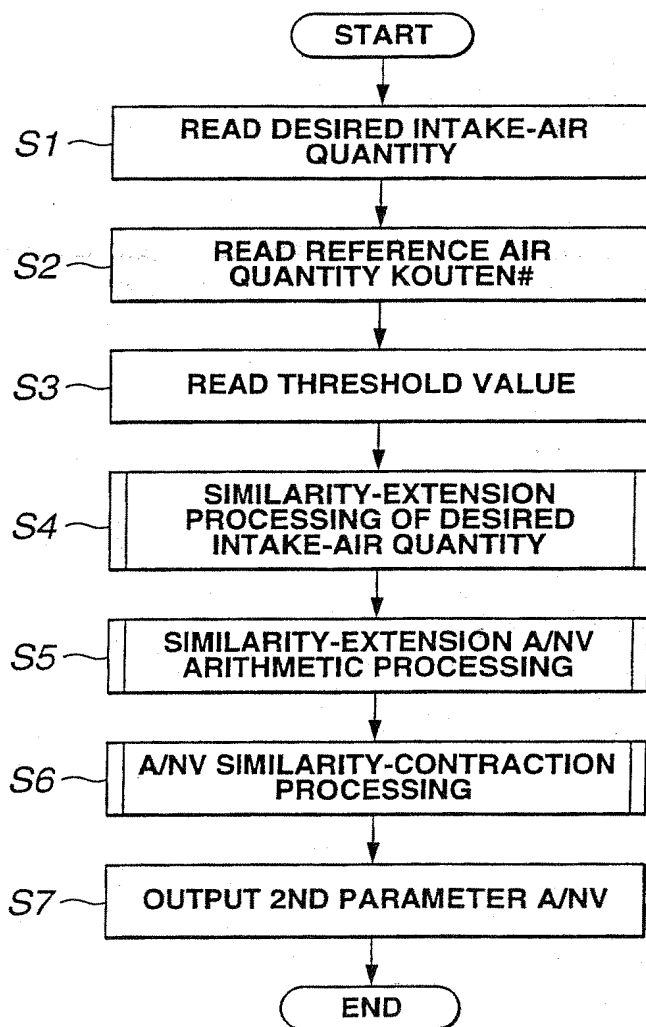 START
S1
READ DESIRED INTAKE-AIR
QUANTITY
S2
READ REFERENCE AIR
QUANTITY KOUTEN#
S3
READ THRESHOLD VALUE
S4
SIMILARITY-EXTENSION
PROCESSING OF DESIRED
INTAKE-AIR QUANTITY
S5
SIMILARITY-EXTENSION A/NV
ARITHMETIC PROCESSING
S6
A/NV SIMILARITY-CONTRACTION
PROCESSING
S7
OUTPUT 2ND PARAMETER A/NV
END